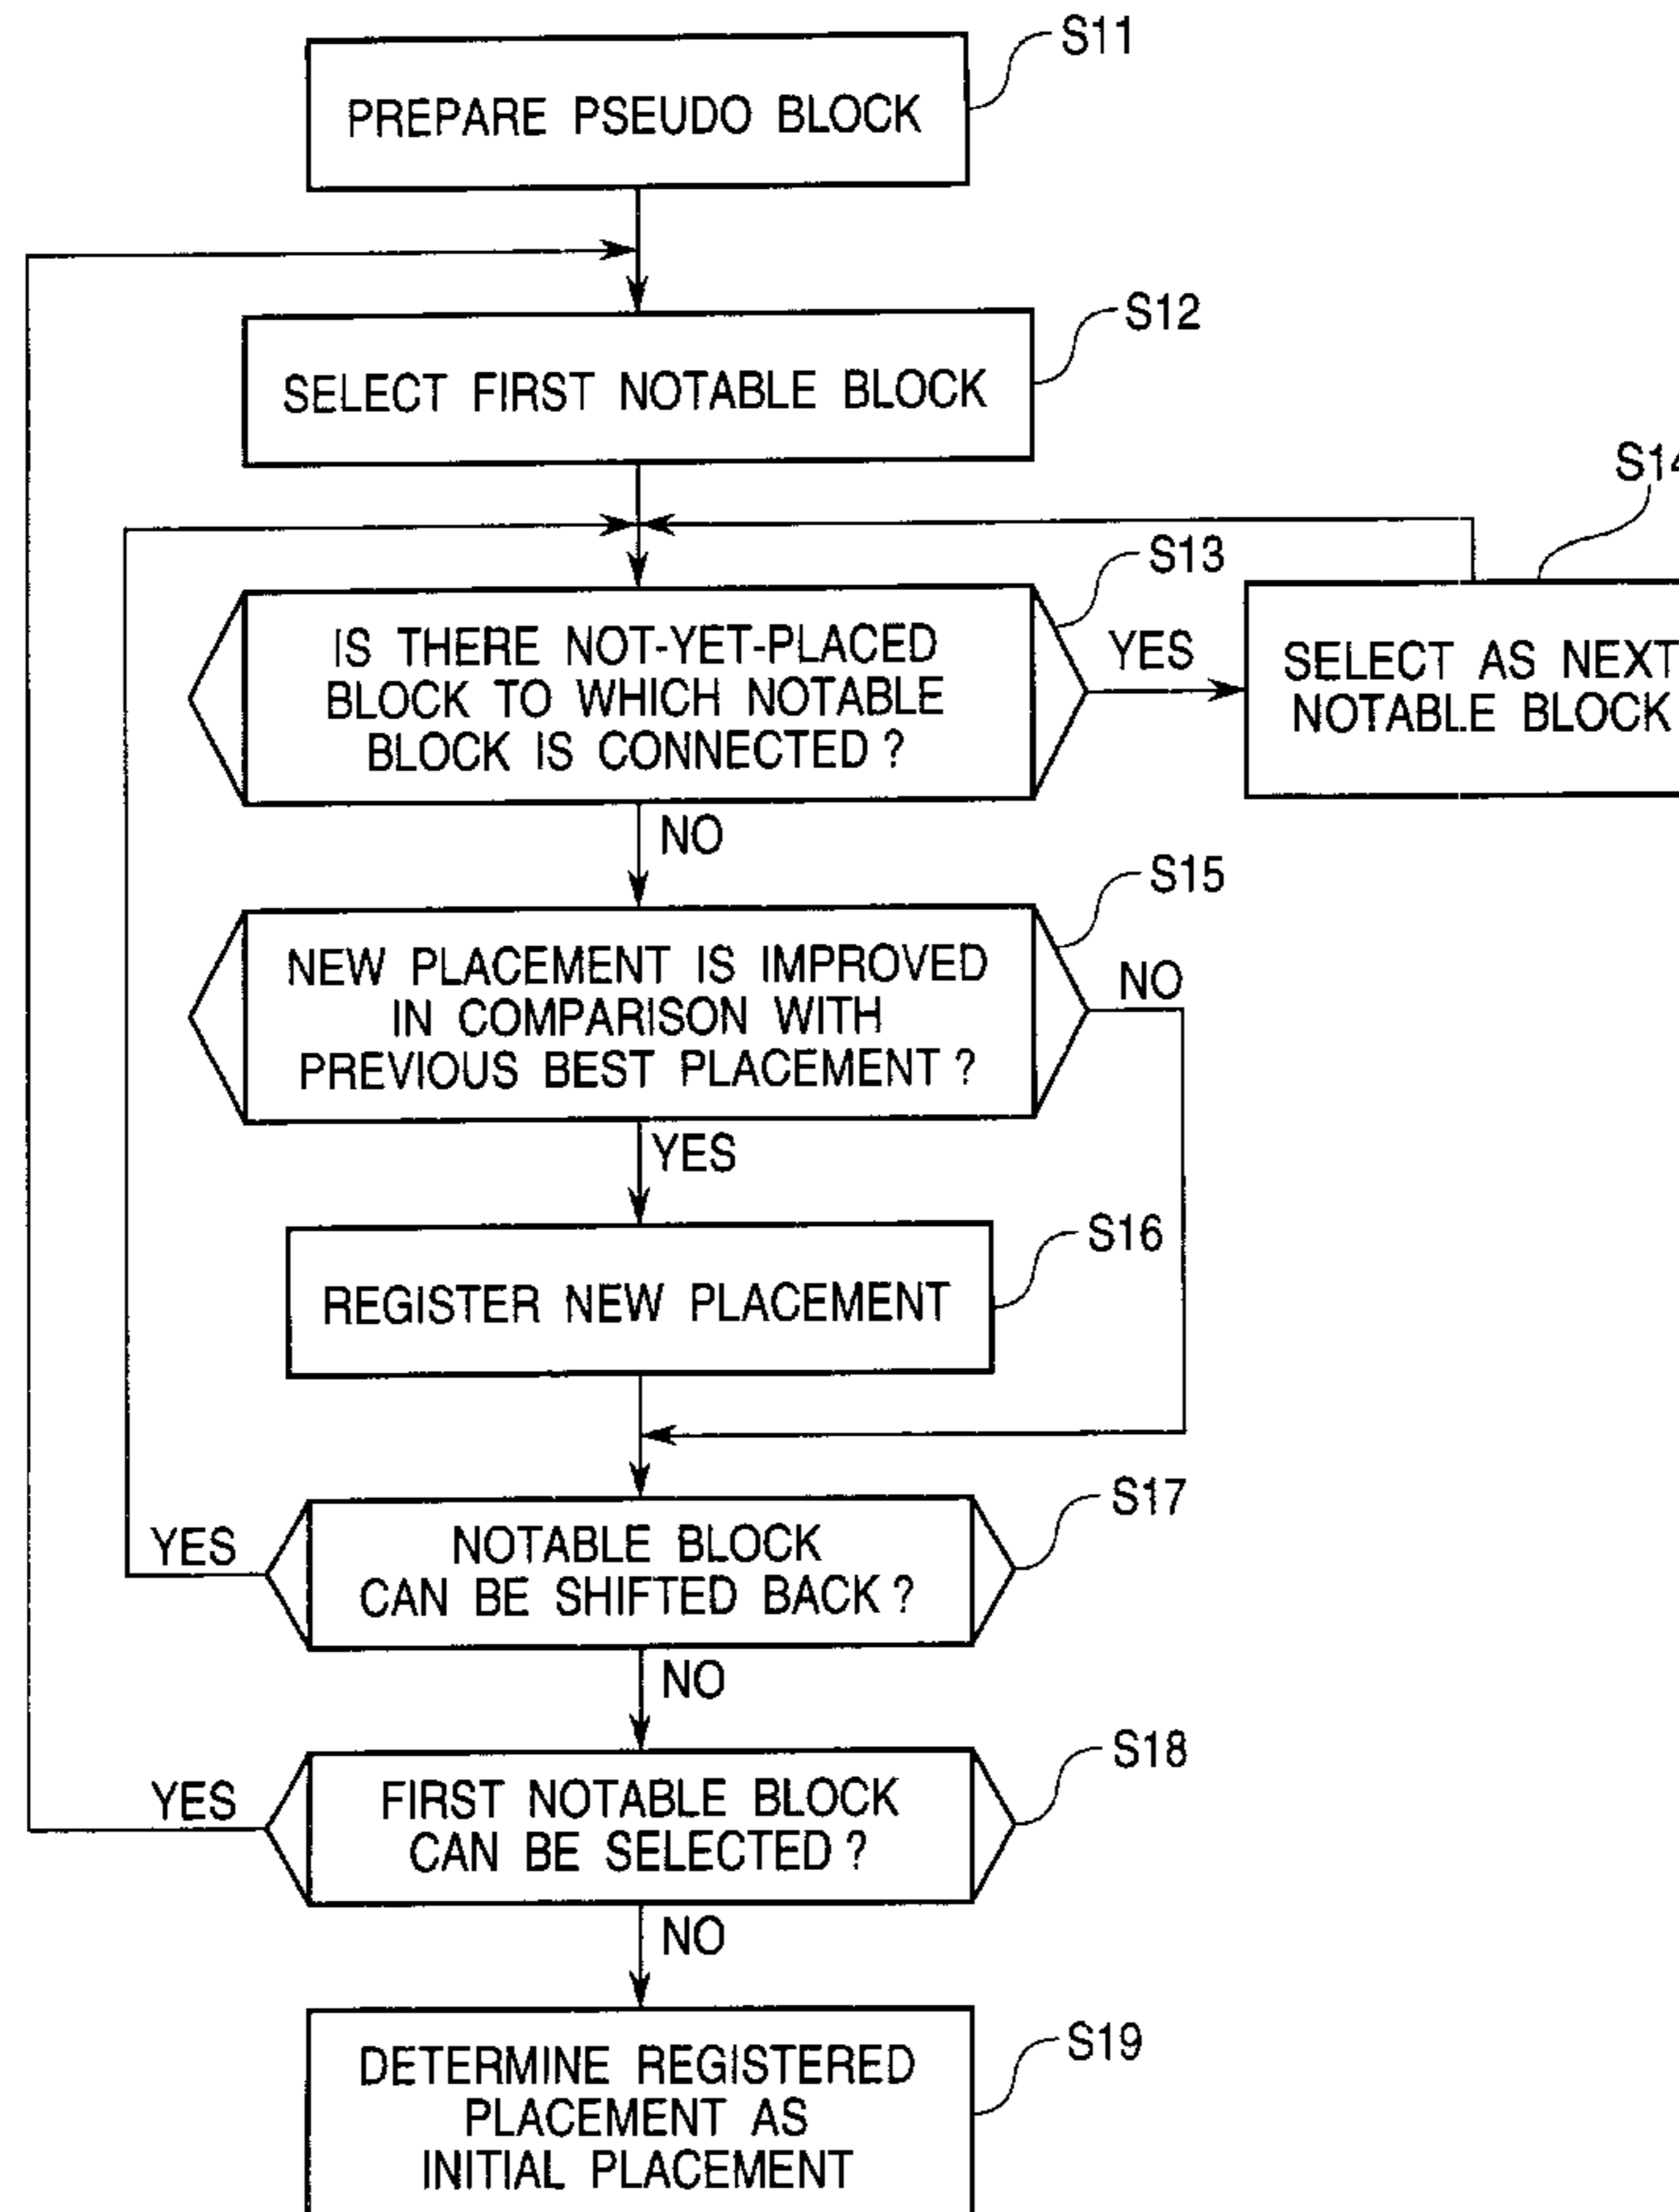 S11
PREPARE PSEUDO BLOCK
S12
SELECT FIRST NOTABLE BLOCK
S14
S13
IS THERE NOT-YET-PLACED
BLOCK TO WHICH NOTABLE
BLOCK IS CONNECTED ?
YES
SELECT AS NEXT
NOTABLE BLOCK
NO
S15
NEW PLACEMENT IS IMPROVED
IN COMPARISON WITH
PREVIOUS BEST PLACEMENT ?
NO
YES
S16
REGISTER NEW PLACEMENT
S17
NOTABLE BLOCK
CAN BE SHIFTED BACK ?
YES
NO
S18
FIRST NOTABLE BLOCK
CAN BE SELECTED ?
YES
NO
S19
DETERMINE REGISTERED
PLACEMENT AS
INITIAL PLACEMENT